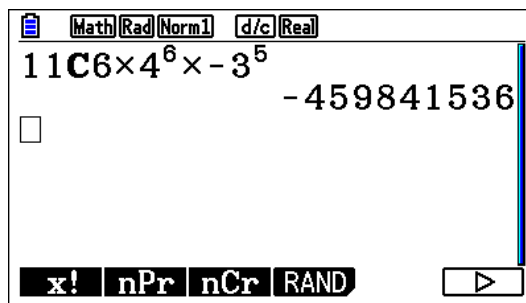 Math Rad Norm1 d/c Real
11C6×4⁶×-3⁵
-459841536
x! nPr nCr RAND